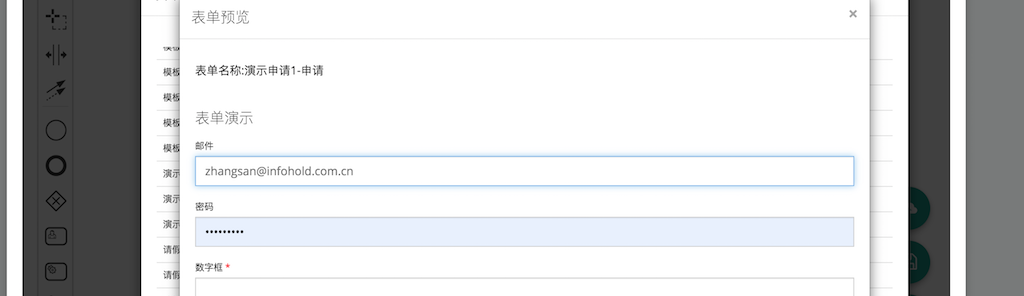 表单预览
×
表单名称:演示申请1-申请
表单演示
邮件
zhangsan@infohold.com.cn
密码
•••••••••
数字框 *
模板
模板
模板
模板
演示
演示
演示
请假
请假